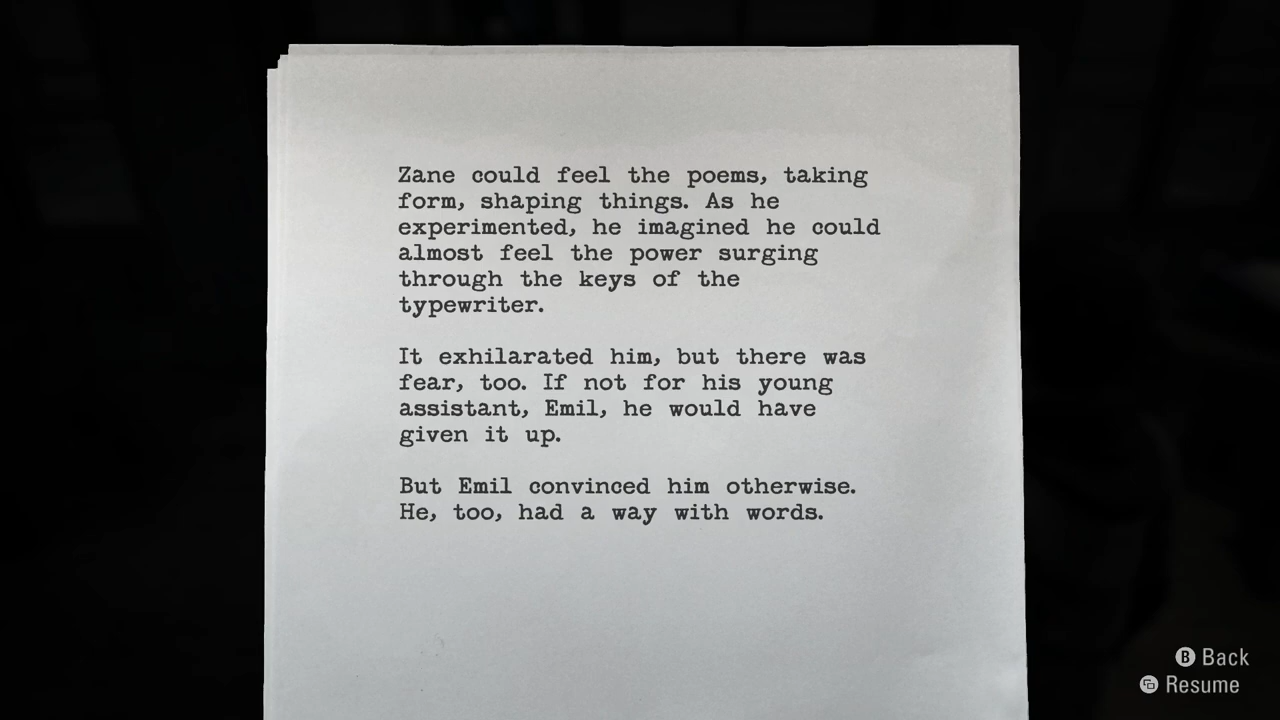 Zane could feel the poems, taking
form, shaping things. As he
experimented, he imagined he could
almost feel the power surging
through the keys of the
typewriter.
It exhilarated him, but there was
fear, too. If not for his young
assistant, Emil, he would have
given it up.
But Emil convinced him otherwise.
He, too, had a way with words.
B Back
Resume